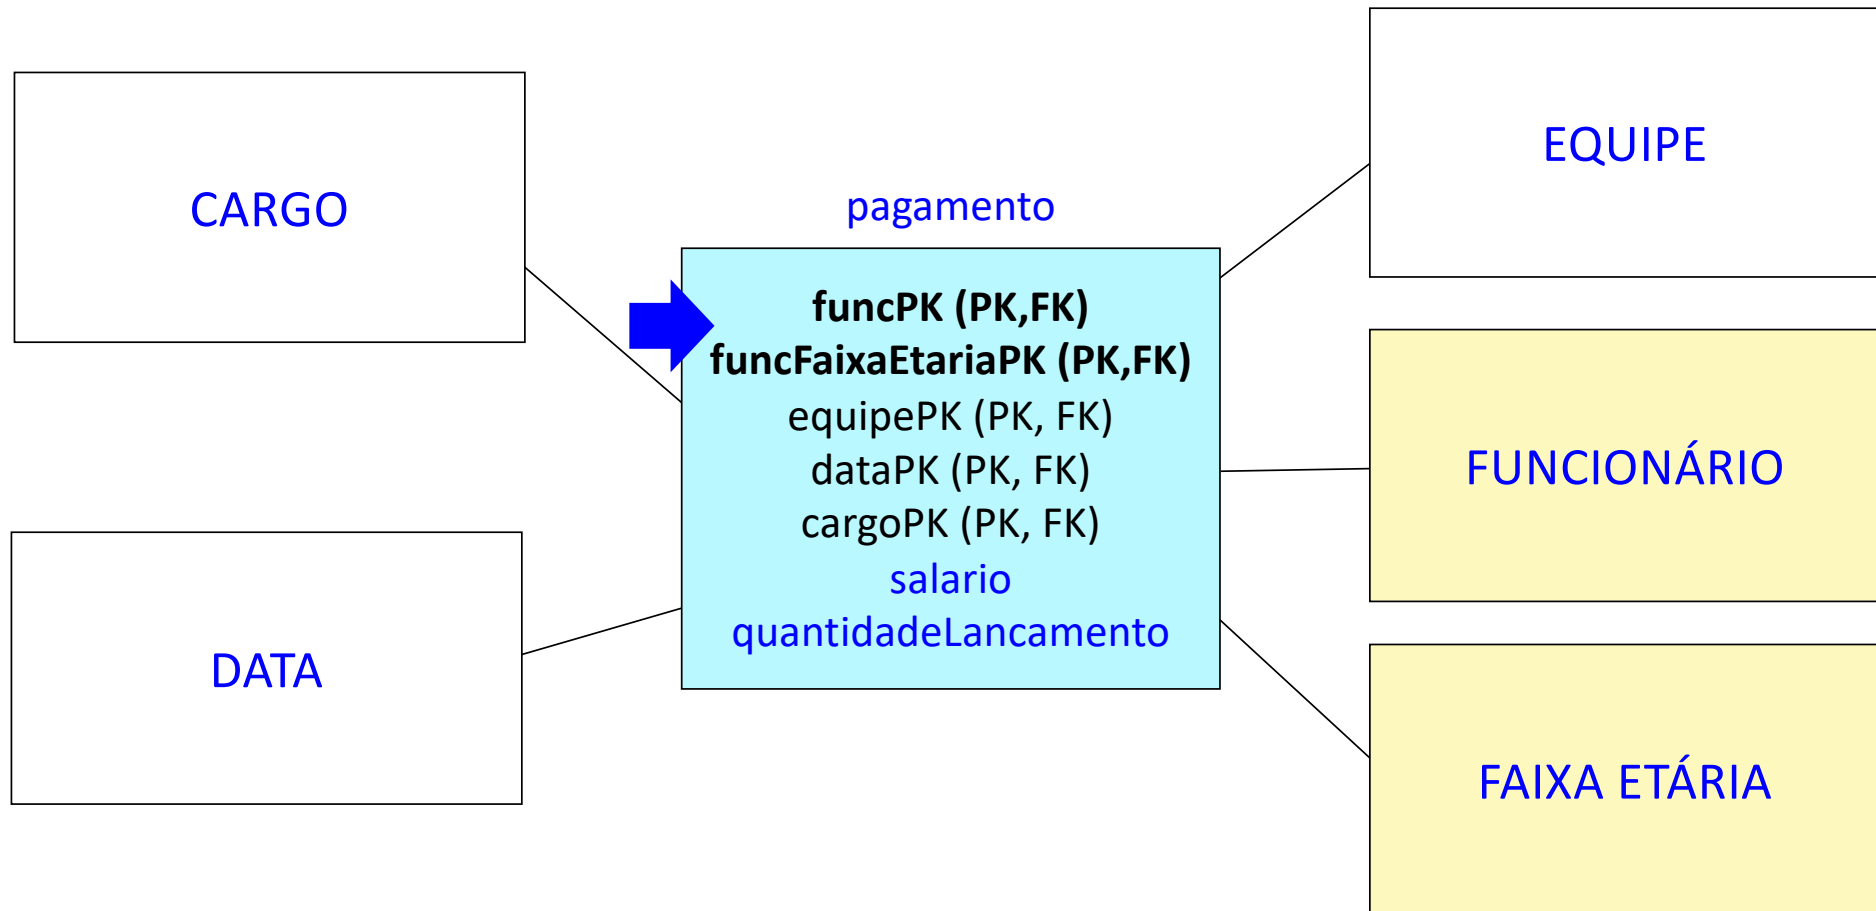 CARGO
DATA
pagamento
funcPK (PK,FK)
funcFaixaEtariaPK (PK,FK)
equipePK (PK, FK)
dataPK (PK, FK)
cargoPK (PK, FK)
salario
quantidadeLancamento
EQUIPE
FUNCIONÁRIO
FAIXA ETÁRIA